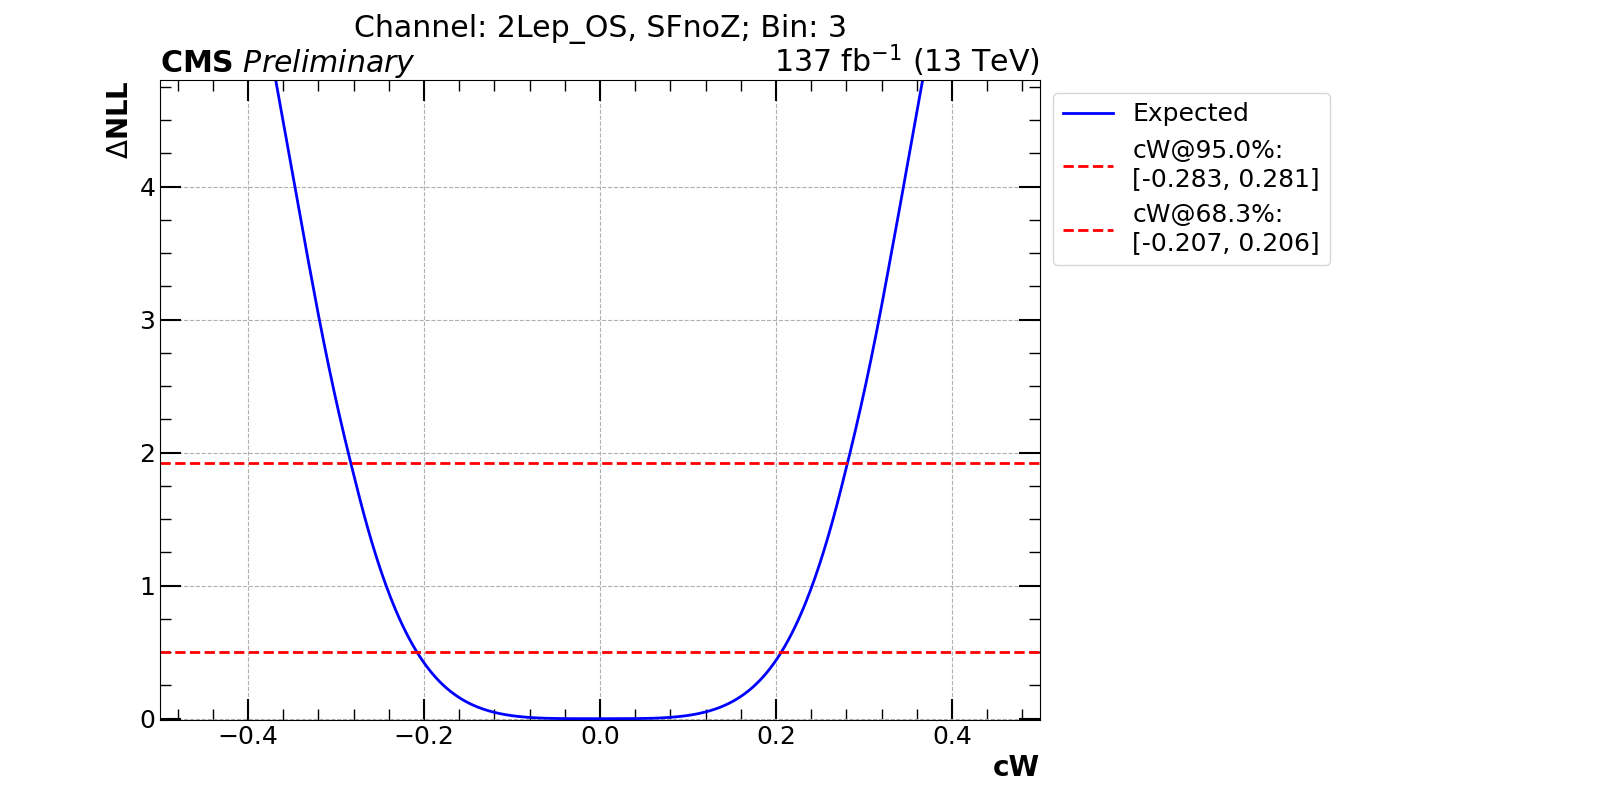 Channel: 2Lep_OS, SFnoZ; Bin: 3
CMS Preliminary 137 fb⁻¹ (13 TeV)
ΔNLL
4
3
2
1
0
−0.4 −0.2 0.0 0.2 0.4
cW
Expected
cW@95.0%:
[-0.283, 0.281]
cW@68.3%:
[-0.207, 0.206]